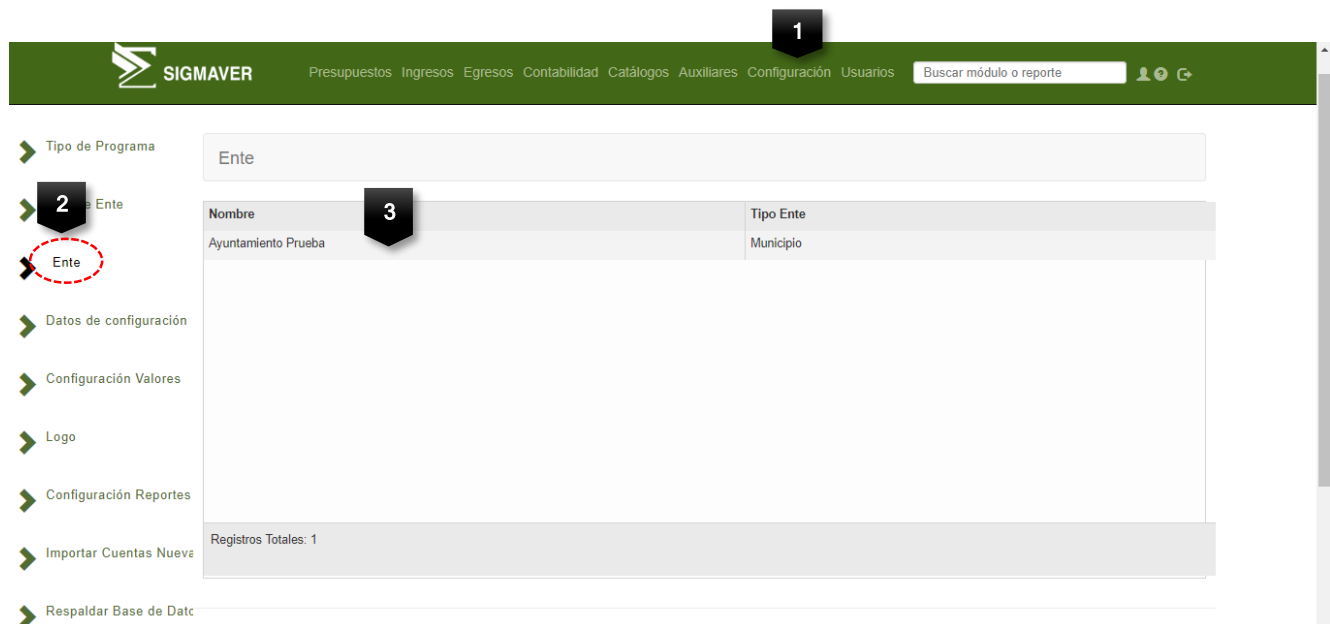 1
SIGMAVER
Presupuestos Ingresos Egresos Contabilidad Catálogos Auxiliares Configuración Usuarios
Buscar módulo o reporte
Tipo de Programa
Ente
2
Ente
Nombre
3
Tipo Ente
Ayuntamiento Prueba
Municipio
Ente
Datos de configuración
Configuración Valores
Logo
Configuración Reportes
Registros Totales: 1
Importar Cuentas Nueva
Respaldar Base de Datc